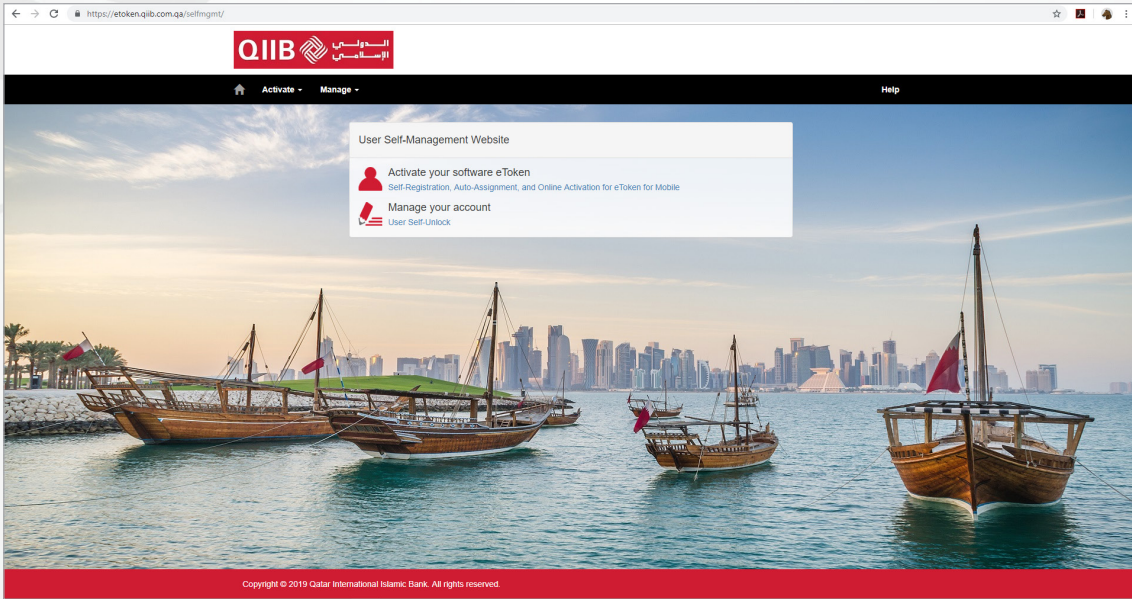 https://etoken.qiib.com.qa/selfmgmt/
QIIB الدولي
الإسلامي
Activate Manage Help
User Self-Management Website
Activate your software eToken
Self-Registration, Auto-Assignment, and Online Activation for eToken for Mobile
Manage your account
User Self-Unlock
Copyright © 2019 Qatar International Islamic Bank. All rights reserved.